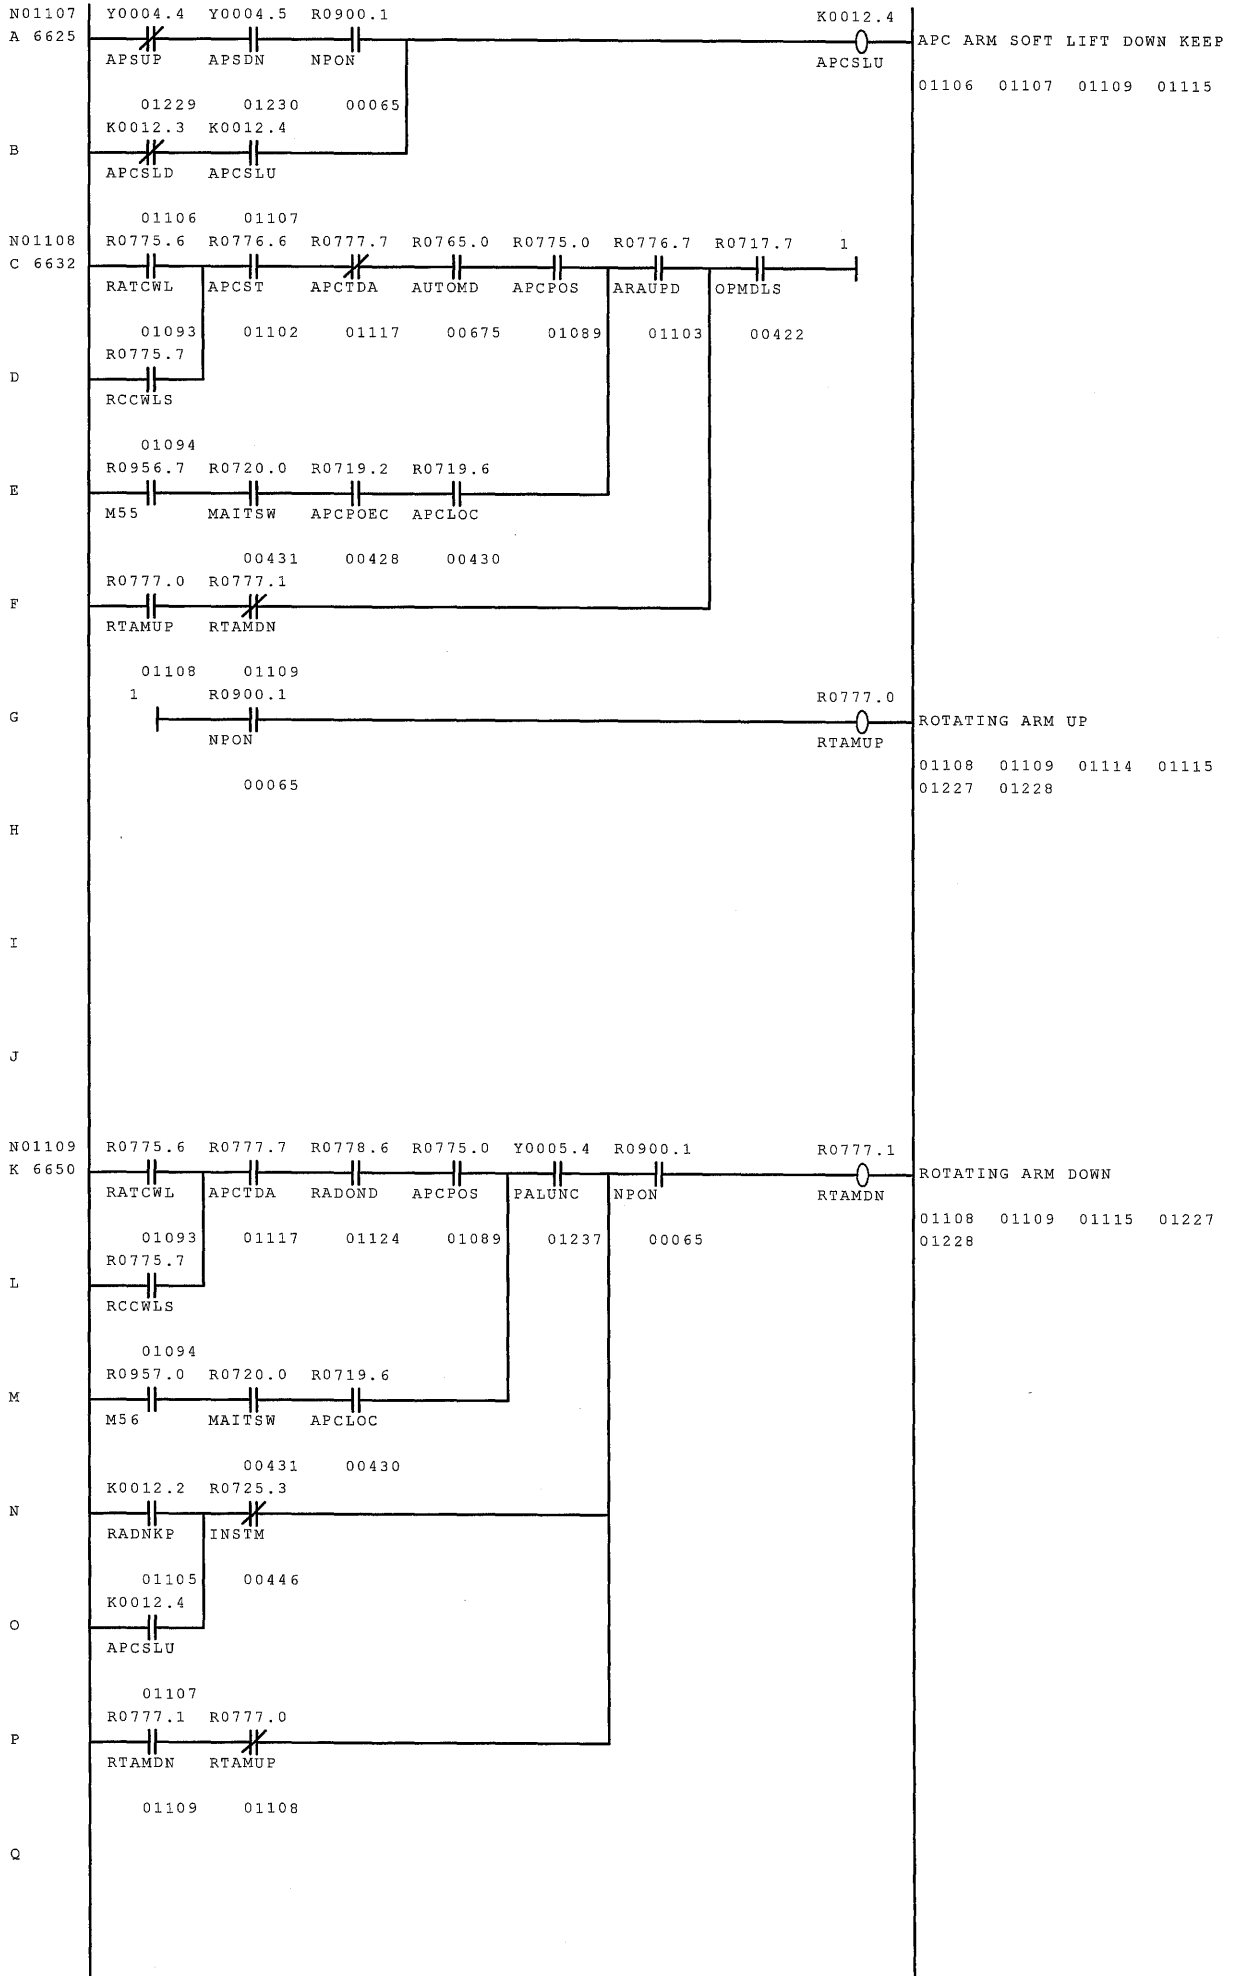 N01107 Y0004.4 Y0004.5 R0900.1 K0012.4
A 6625 APC ARM SOFT LIFT DOWN KEEP
APSUP APSDN NPON APCSLU
01106 01107 01109 01115
01229 01230 00065
K0012.3 K0012.4
B
APCSLD APCSLU
01106 01107
N01108 R0775.6 R0776.6 R0777.7 R0765.0 R0775.0 R0776.7 R0717.7 1
C 6632
RATCWL APCST APCTDA AUTOMD APCPOS ARAUPD OPMDLS
01093 01102 01117 00675 01089 01103 00422
R0775.7
D
RCCWLS
01094
R0956.7 R0720.0 R0719.2 R0719.6
E
M55 MAITSW APCPOEC APCLOC
00431 00428 00430
R0777.0 R0777.1
F
RTAMUP RTAMDN
01108 01109
1 R0900.1 R0777.0
G ROTATING ARM UP
NPON RTAMUP
01108 01109 01114 01115
00065 01227 01228
H
I
J
N01109 R0775.6 R0777.7 R0778.6 R0775.0 Y0005.4 R0900.1 R0777.1
K 6650 ROTATING ARM DOWN
RATCWL APCTDA RADOND APCPOS PALUNC NPON RTAMDN
01108 01109 01115 01227
01093 01117 01124 01089 01237 00065 01228
R0775.7
L
RCCWLS
01094
R0957.0 R0720.0 R0719.6
M
M56 MAITSW APCLOC
00431 00430
K0012.2 R0725.3
N
RADNKP INSTM
01105 00446
K0012.4
O
APCSLU
01107
R0777.1 R0777.0
P
RTAMDN RTAMUP
01109 01108
Q